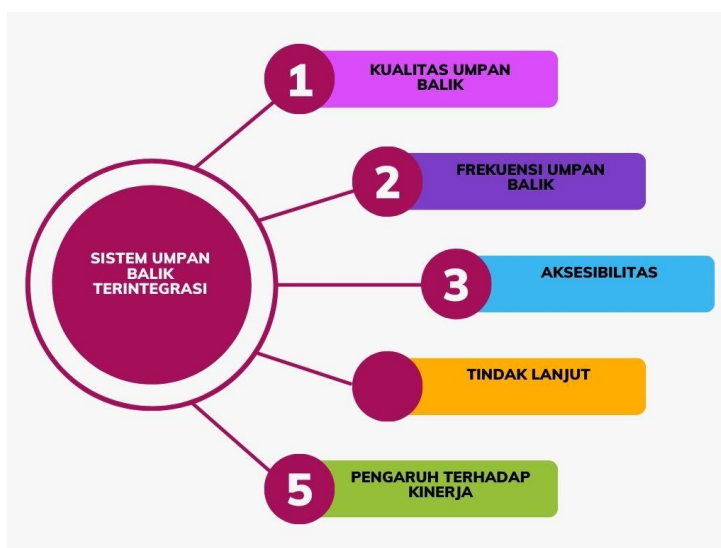 1
KUALITAS UMPAN
BALIK
2
FREKUENSI UMPAN
BALIK
SISTEM UMPAN
BALIK
TERINTEGRASI
3
AKSESIBILITAS
TINDAK LANJUT
5
PENGARUH TERHADAP
KINERJA